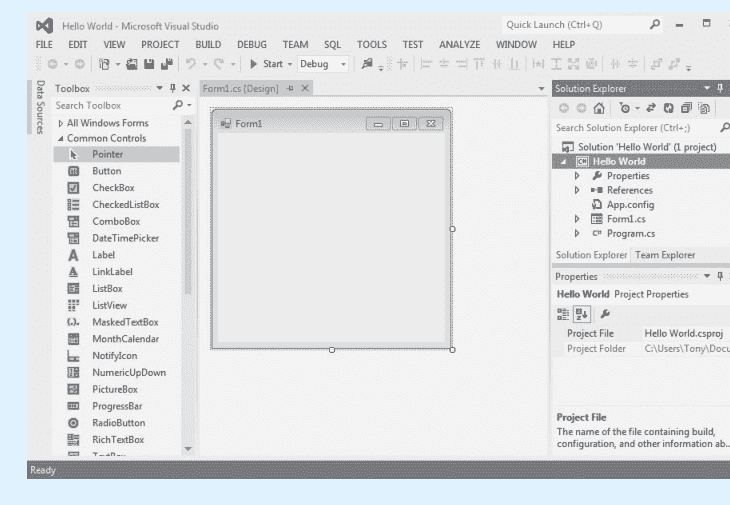 Hello World - Microsoft Visual Studio
Quick Launch (Ctrl+Q)
FILE EDIT VIEW PROJECT BUILD DEBUG TEAM SQL TOOLS TEST ANALYZE WINDOW HELP
Start Debug
Data Sources
Toolbox
Search Toolbox
All Windows Forms
Common Controls
Pointer
Button
CheckBox
CheckedListBox
ComboBox
DateTimePicker
Label
LinkLabel
ListBox
ListView
MaskedTextBox
MonthCalendar
NotifyIcon
NumericUpDown
PictureBox
ProgressBar
RadioButton
RichTextBox
Form1.cs [Design]
Form1
Solution Explorer
Search Solution Explorer (Ctrl+;)
Solution 'Hello World' (1 project)
Hello World
Properties
References
App.config
Form1.cs
Program.cs
Solution Explorer Team Explorer
Properties
Hello World Project Properties
Project File Hello World.csproj
Project Folder C:\Users\Tony\Docu
Project File
The name of the file containing build,
configuration, and other information ab...
Ready